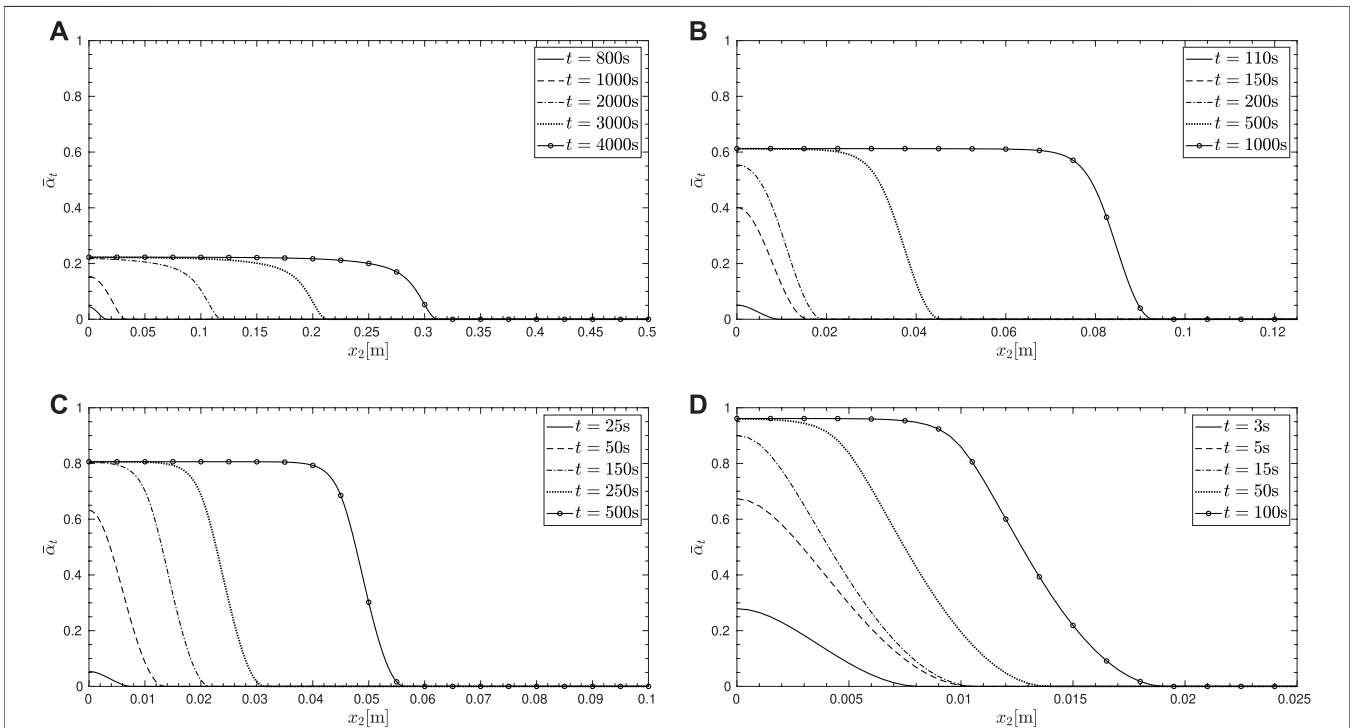 A
1
0.8
0.6
0.4
0.2
0
ᾱₜ
0 0.05 0.1 0.15 0.2 0.25 0.3 0.35 0.4 0.45 0.5
x₂[m]
t = 800s
t = 1000s
t = 2000s
t = 3000s
t = 4000s
B
1
0.8
0.6
0.4
0.2
0
ᾱₜ
0 0.02 0.04 0.06 0.08 0.1 0.12
x₂[m]
t = 110s
t = 150s
t = 200s
t = 500s
t = 1000s
C
1
0.8
0.6
0.4
0.2
0
ᾱₜ
0 0.01 0.02 0.03 0.04 0.05 0.06 0.07 0.08 0.09 0.1
x₂[m]
t = 25s
t = 50s
t = 150s
t = 250s
t = 500s
D
1
0.8
0.6
0.4
0.2
0
ᾱₜ
0 0.005 0.01 0.015 0.02 0.025
x₂[m]
t = 3s
t = 5s
t = 15s
t = 50s
t = 100s